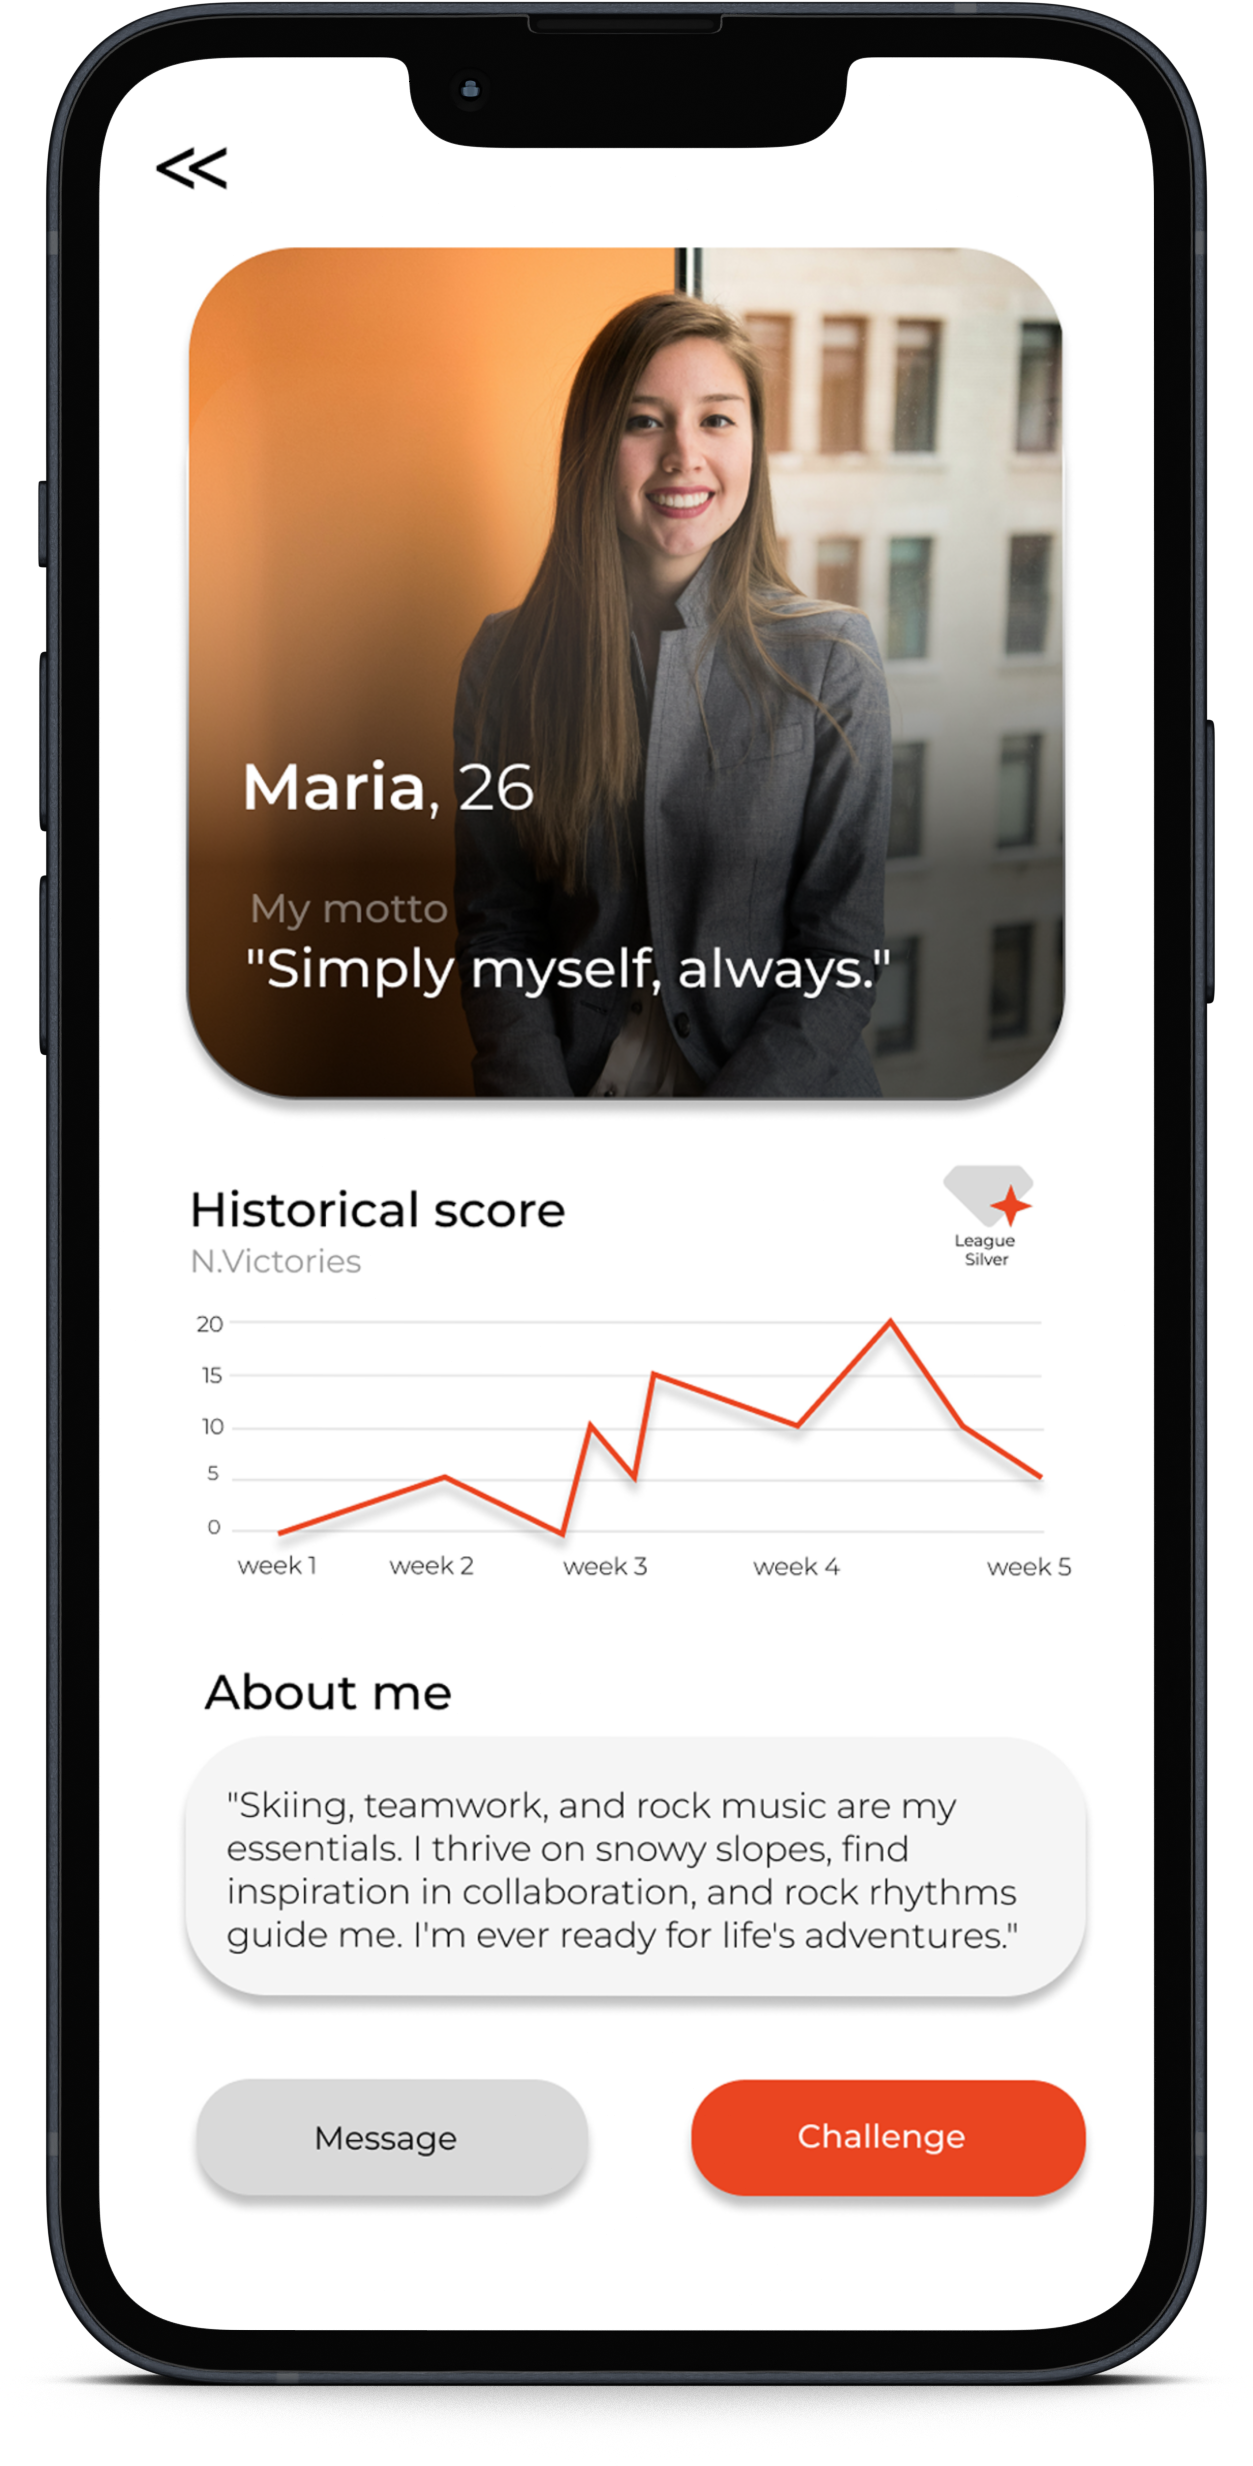 <<
Maria, 26
My motto
"Simply myself, always."
Historical score
N.Victories
League
Silver
20
15
10
5
0
week 1
week 2
week 3
week 4
week 5
About me
"Skiing, teamwork, and rock music are my
essentials. I thrive on snowy slopes, find
inspiration in collaboration, and rock rhythms
guide me. I'm ever ready for life's adventures."
Message
Challenge